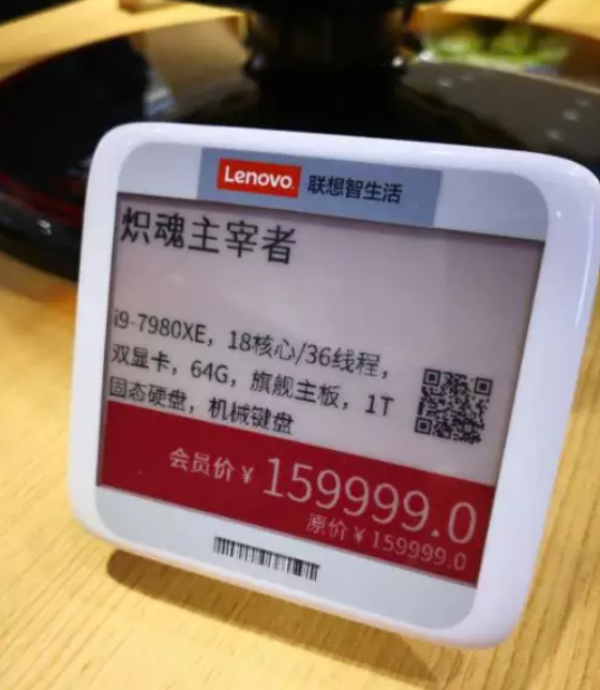 Lenovo. 联想智生活
炽魂主宰者
i9-7980XE，18核心/36线程，
双显卡，64G，旗舰主板，1T
固态硬盘，机械键盘
会员价￥159999.0
原价￥159999.0